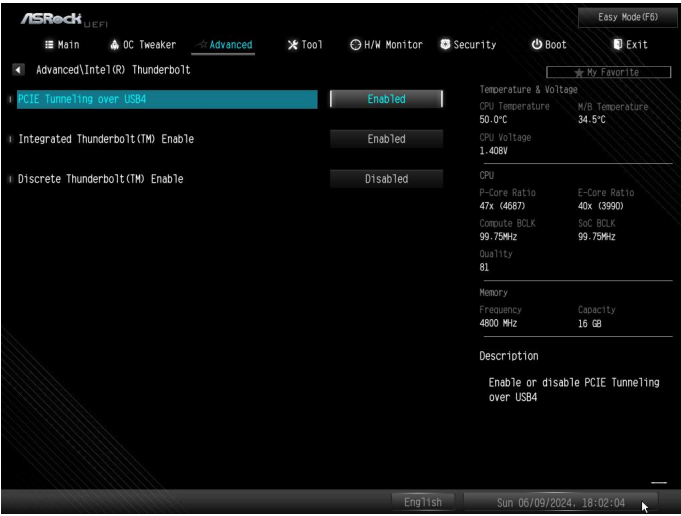 ASRock UEFI
Easy Mode(F6)
Main OC Tweaker Advanced Tool H/W Monitor Security Boot Exit
Advanced\Intel(R) Thunderbolt
My Favorite
PCIE Tunneling over USB4 Enabled
Integrated Thunderbolt(TM) Enable Enabled
Discrete Thunderbolt(TM) Enable Disabled
Temperature & Voltage
CPU Temperature M/B Temperature
50.0°C 34.5°C
CPU Voltage
1.408V
CPU
P-Core Ratio E-Core Ratio
47x (4687) 40x (3990)
Compute BCLK SoC BCLK
99.75MHz 99.75MHz
Quality
81
Memory
Frequency Capacity
4800 MHz 16 GB
Description
Enable or disable PCIE Tunneling
over USB4
English
Sun 06/09/2024, 18:02:04